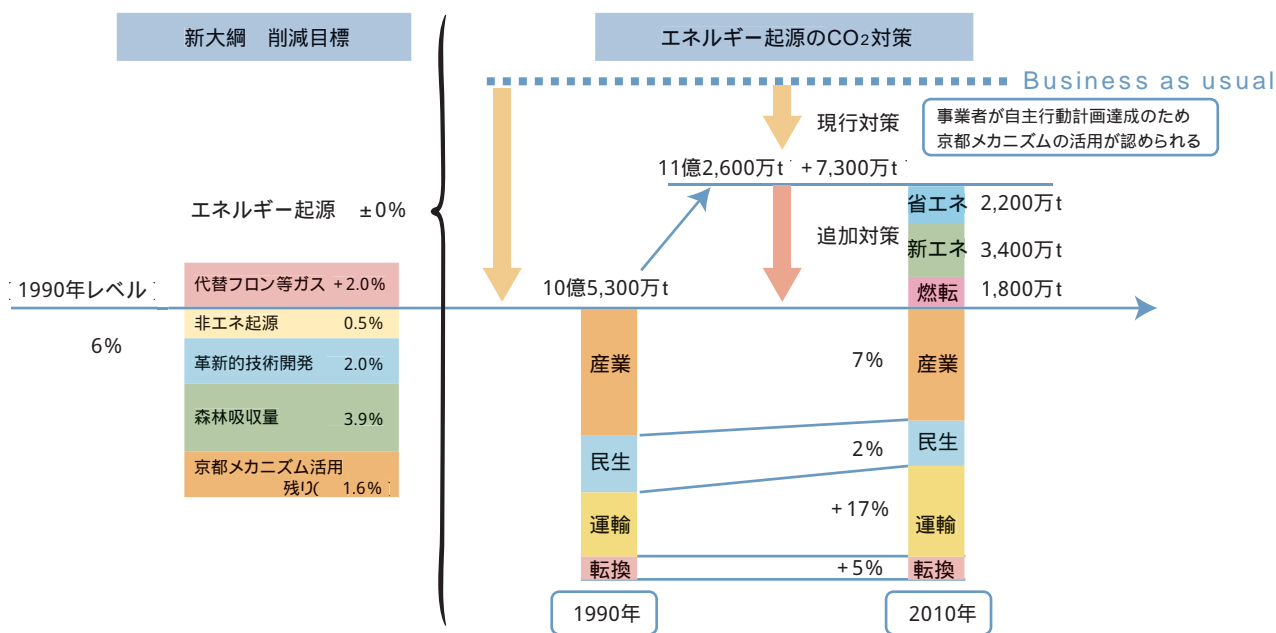 新大綱 削減目標
エネルギー起源のCO₂対策
Business as usual
現行対策
事業者が自主行動計画達成のため
京都メカニズムの活用が認められる
11億2,600万t +7,300万t
エネルギー起源 ±0%
追加対策
省エネ 2,200万t
新エネ 3,400万t
燃転 1,800万t
10億5,300万t
1990年レベル
6%
代替フロン等ガス +2.0%
非エネ起源 0.5%
革新的技術開発 2.0%
森林吸収量 3.9%
京都メカニズム活用
残り( 1.6%
産業 7% 産業
民生 2% 民生
運輸 +17% 運輸
転換 +5% 転換
1990年
2010年